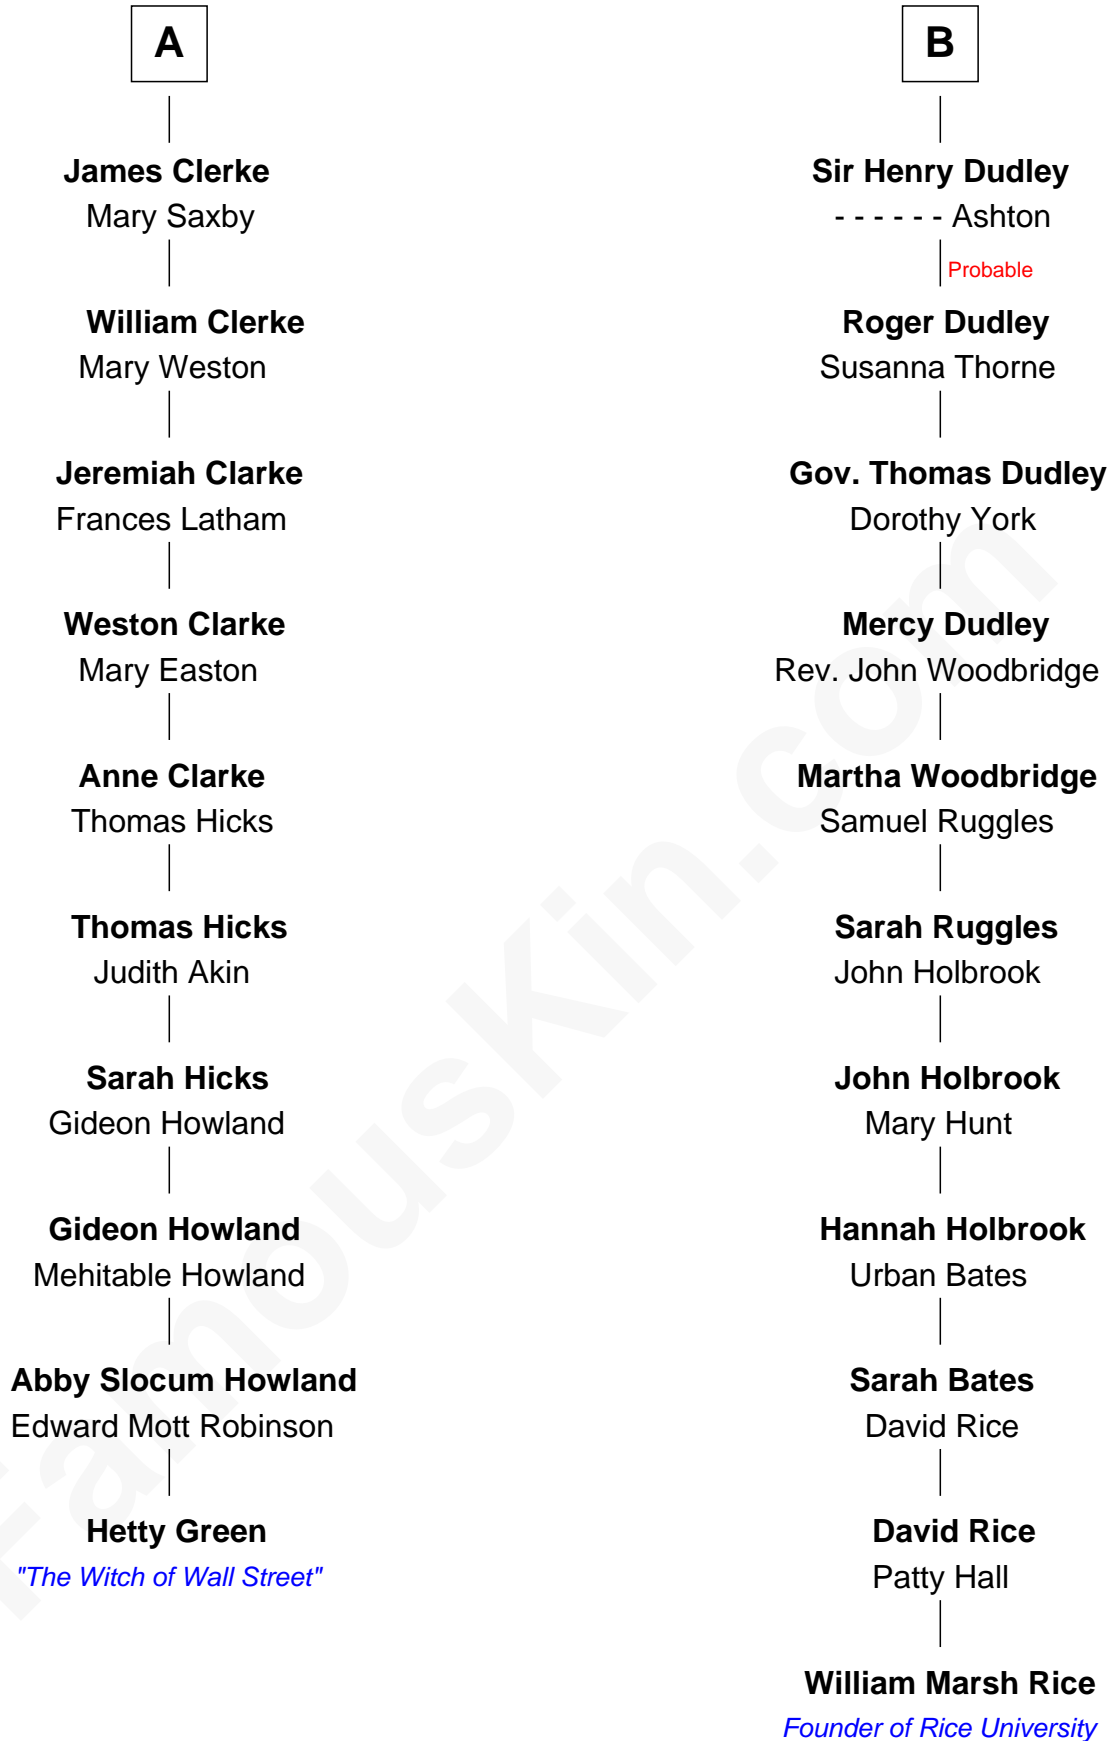 A
James Clerke
Mary Saxby
William Clerke
Mary Weston
Jeremiah Clarke
Frances Latham
Weston Clarke
Mary Easton
Anne Clarke
Thomas Hicks
Thomas Hicks
Judith Akin
Sarah Hicks
Gideon Howland
Gideon Howland
Mehitable Howland
Abby Slocum Howland
Edward Mott Robinson
Hetty Green
"The Witch of Wall Street"
B
Sir Henry Dudley
- - - - - - Ashton
Probable
Roger Dudley
Susanna Thorne
Gov. Thomas Dudley
Dorothy York
Mercy Dudley
Rev. John Woodbridge
Martha Woodbridge
Samuel Ruggles
Sarah Ruggles
John Holbrook
John Holbrook
Mary Hunt
Hannah Holbrook
Urban Bates
Sarah Bates
David Rice
David Rice
Patty Hall
William Marsh Rice
Founder of Rice University
FamousKin.com